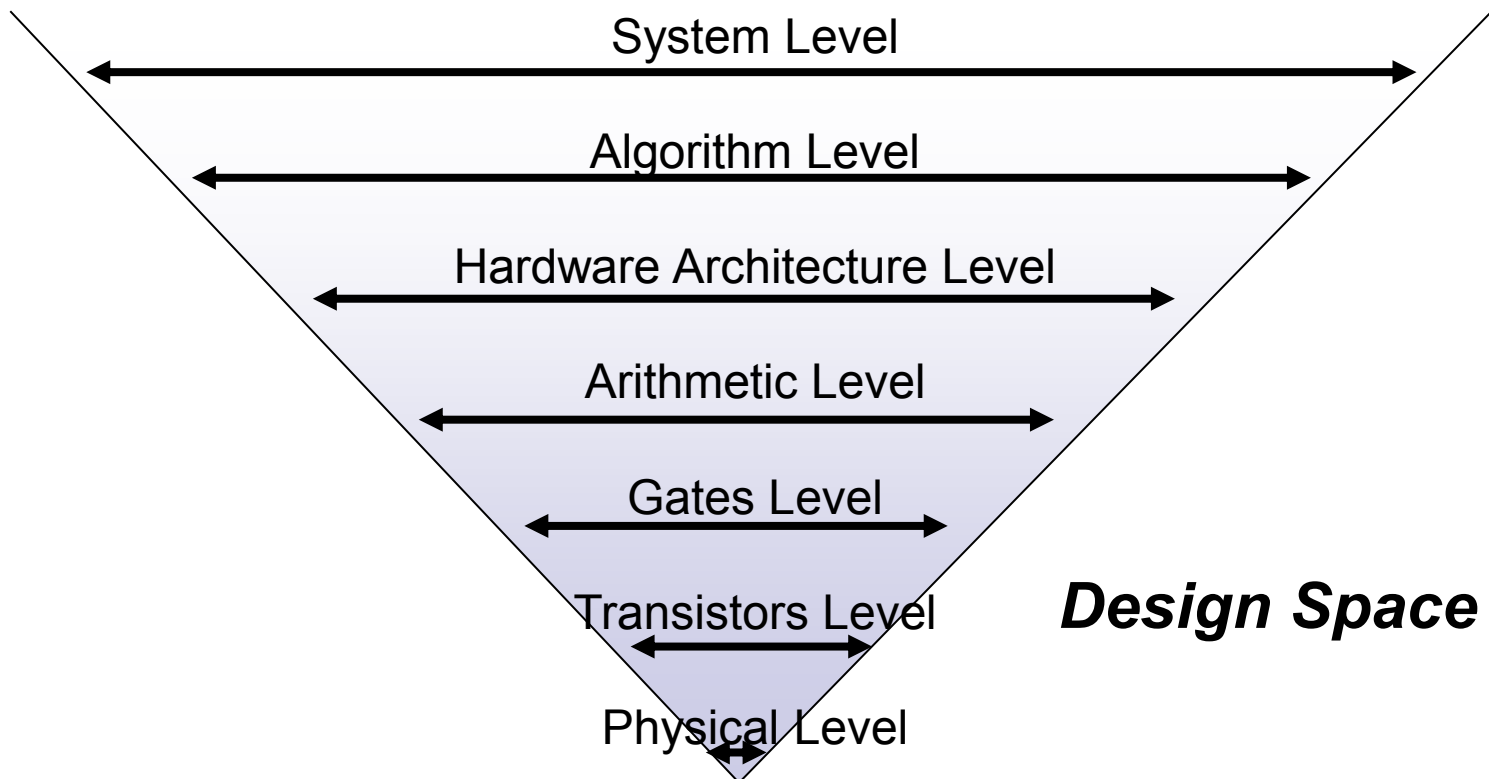 System Level
Algorithm Level
Hardware Architecture Level
Arithmetic Level
Gates Level
Transistors Level
Design Space
Physical Level